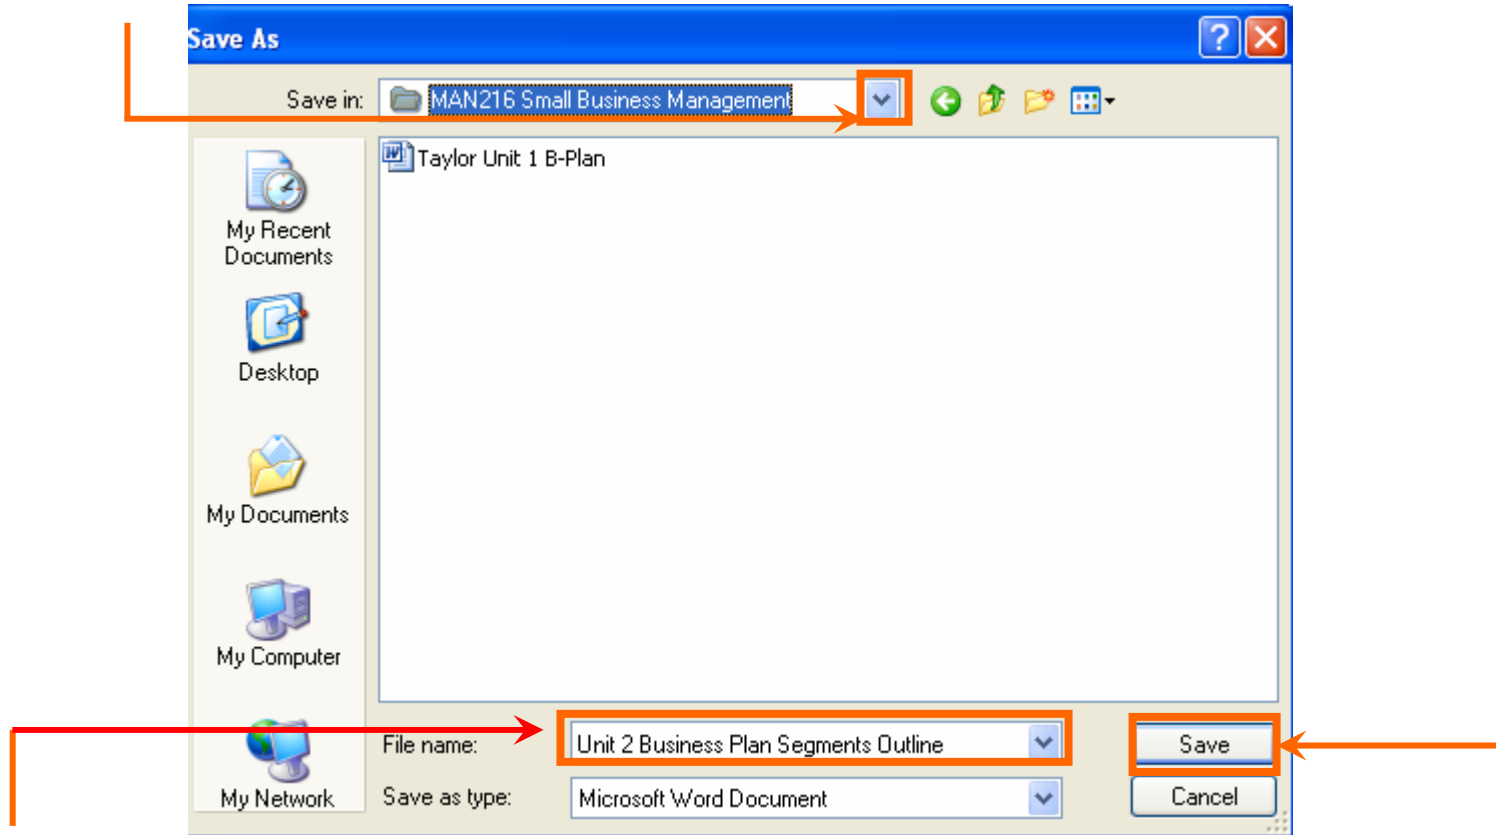 Save As
Save in:
MAN216 Small Business Management
Taylor Unit 1 B-Plan
My Recent
Documents
Desktop
My Documents
My Computer
My Network
File name:
Unit 2 Business Plan Segments Outline
Save
Save as type:
Microsoft Word Document
Cancel